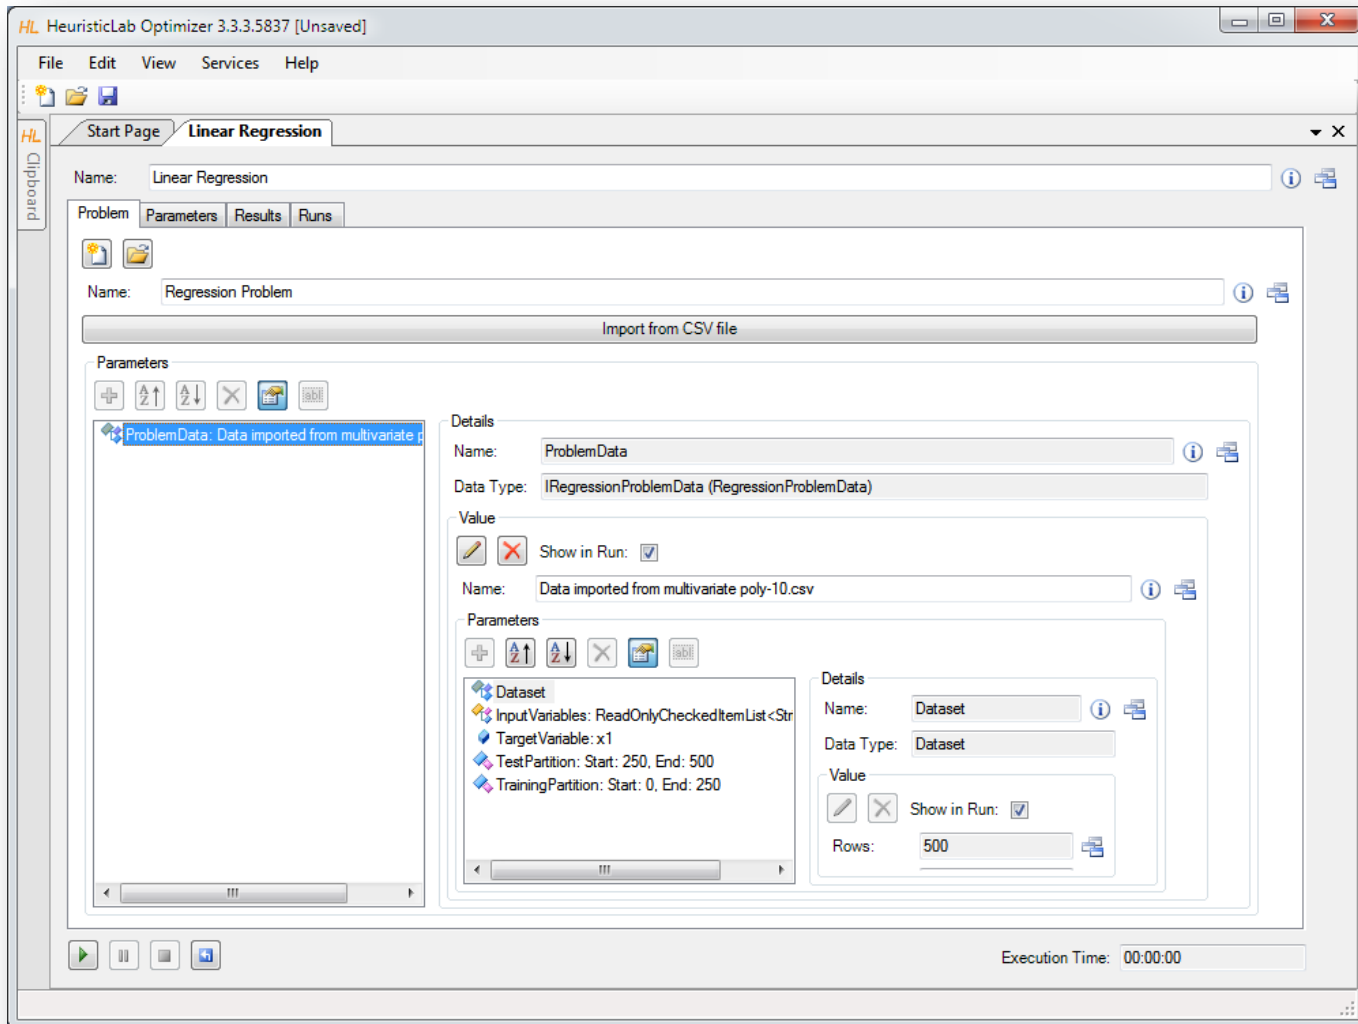 HL HeuristicLab Optimizer 3.3.3.5837 [Unsaved]
File Edit View Services Help
HL Clipboard
Start Page Linear Regression
Name: Linear Regression
Problem Parameters Results Runs
Name: Regression Problem
Import from CSV file
Parameters
ProblemData: Data imported from multivariate p
Details
Name: ProblemData
Data Type: IRegressionProblemData (RegressionProblemData)
Value
Show in Run:
Name: Data imported from multivariate poly-10.csv
Parameters
Dataset
InputVariables: ReadOnlyCheckedItemList<Str
TargetVariable: x1
TestPartition: Start: 250, End: 500
TrainingPartition: Start: 0, End: 250
Details
Name: Dataset
Data Type: Dataset
Value
Show in Run:
Rows: 500
Execution Time: 00:00:00